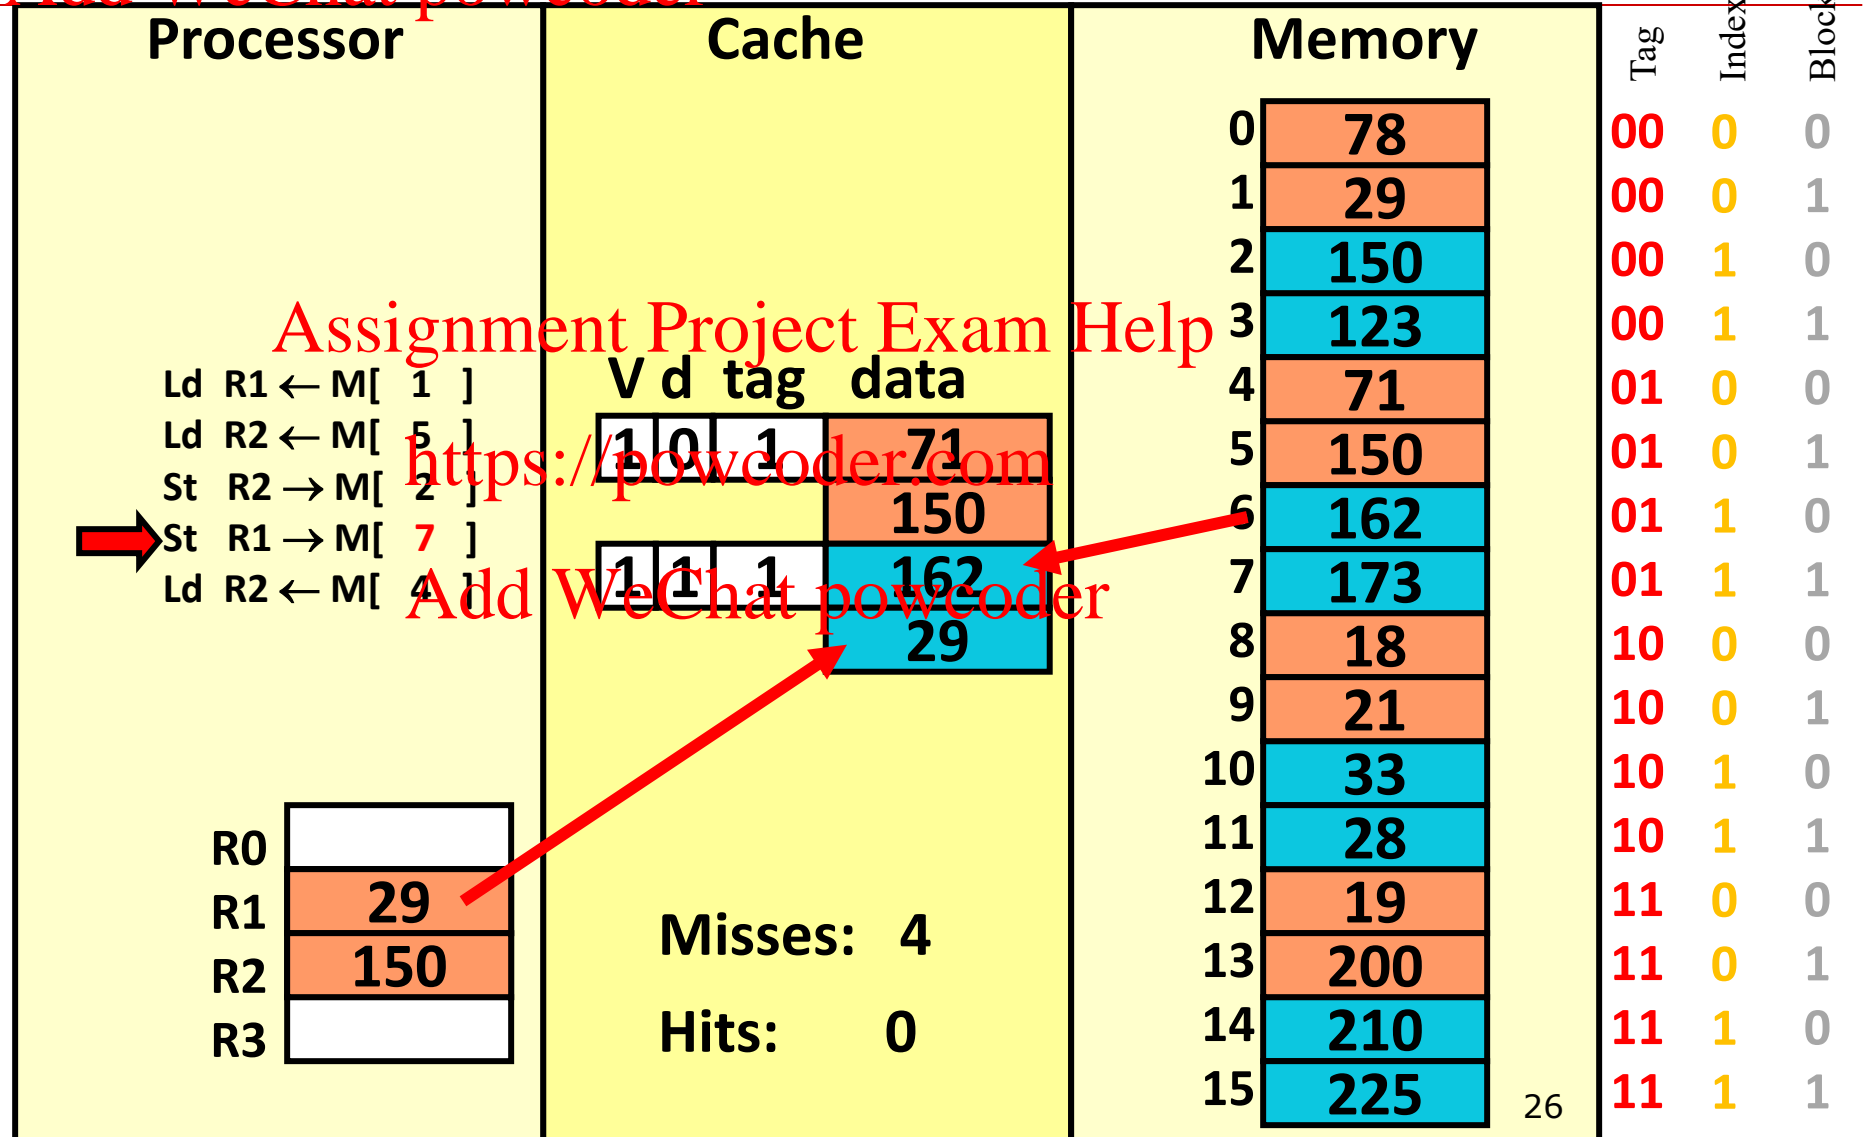 Add WeChat powcoder
Processor
Cache
Memory
Tag
Index
Block
0 78 00 0 0
1 29 00 0 1
2 150 00 1 0
3 123 00 1 1
4 71 01 0 0
5 150 01 0 1
6 162 01 1 0
7 173 01 1 1
8 18 10 0 0
9 21 10 0 1
10 33 10 1 0
11 28 10 1 1
12 19 11 0 0
13 200 11 0 1
14 210 11 1 0
15 225 11 1 1
Assignment Project Exam Help
Ld R1 ← M[ 1 ]
Ld R2 ← M[ 5 ]
St R2 → M[ 2 ]
St R1 → M[ 7 ]
Ld R2 ← M[ 4 ]
https://powcoder.com
Add WeChat powcoder
V d tag data
1 0 1 71
150
1 1 1 162
29
R0
R1 29
R2 150
R3
Misses: 4
Hits: 0
26